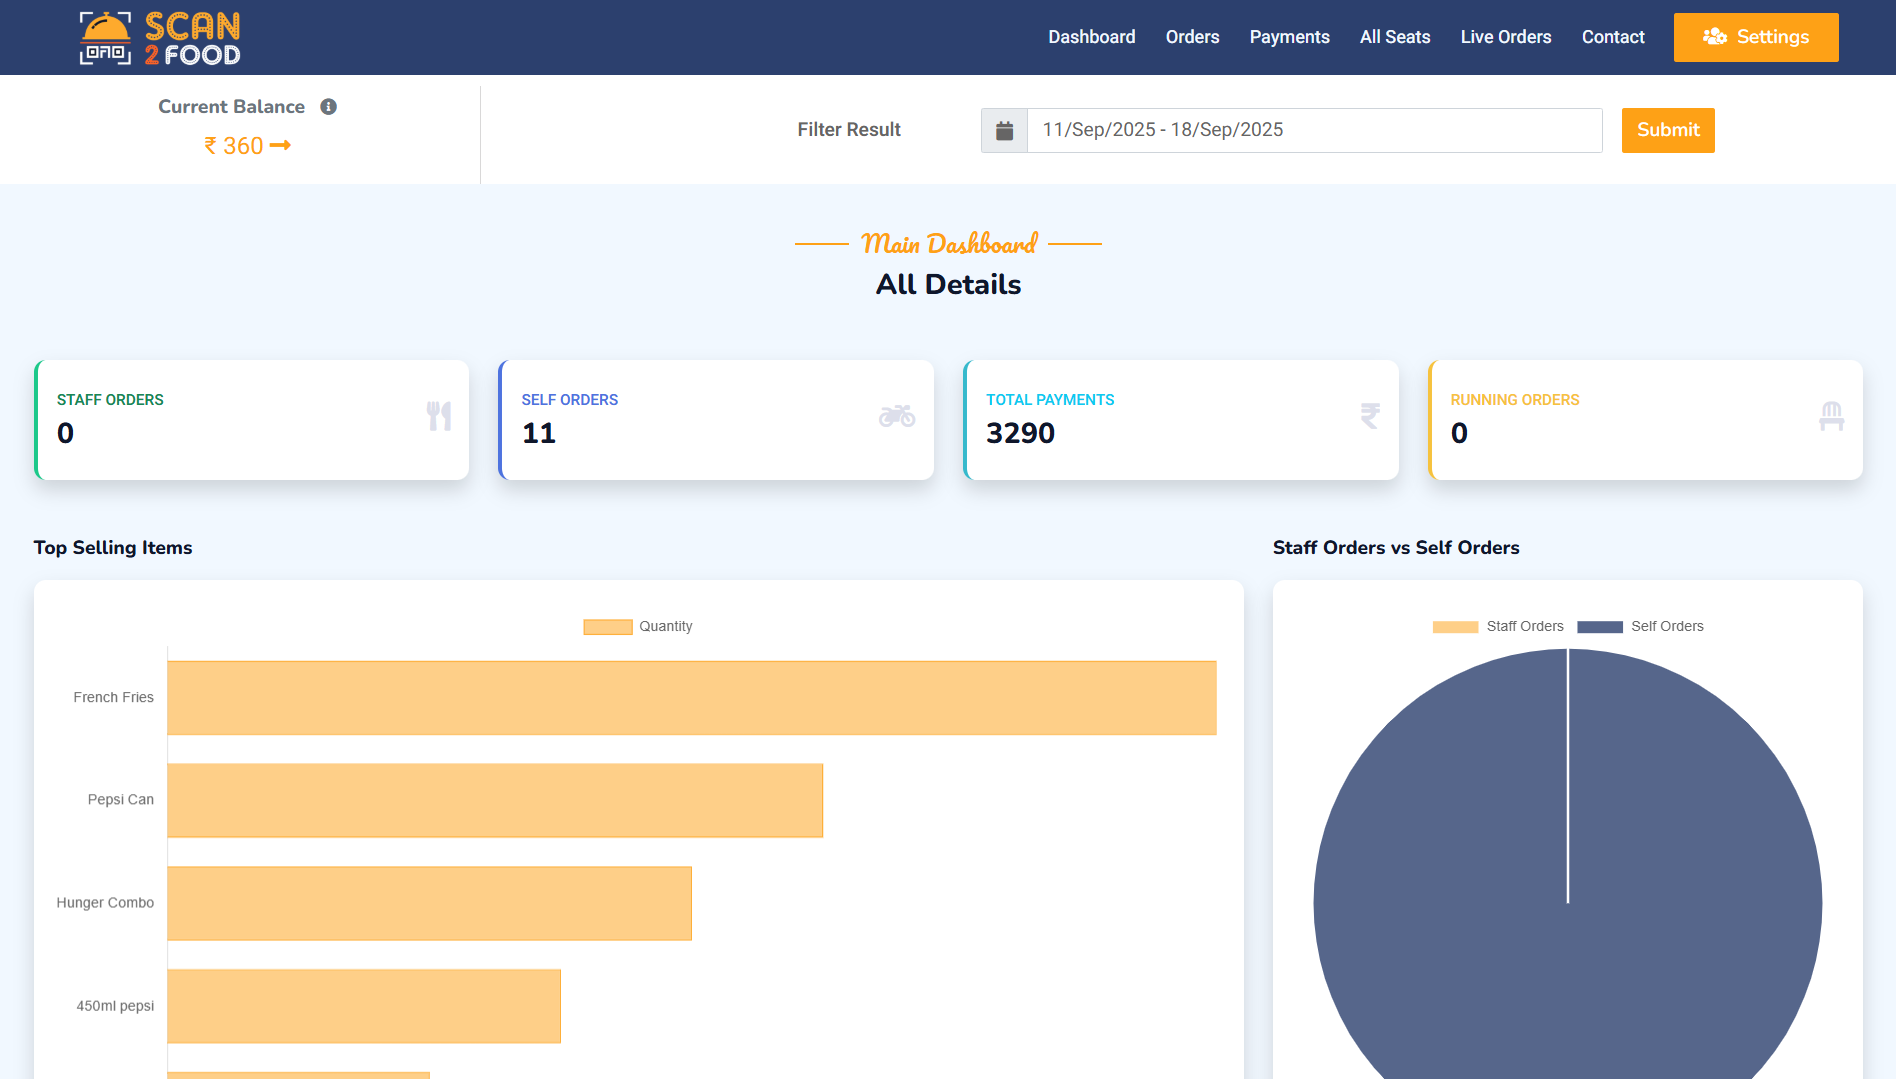 SCAN
2 FOOD
Dashboard Orders Payments All Seats Live Orders Contact Settings
Current Balance
₹ 360
Filter Result 11/Sep/2025 - 18/Sep/2025 Submit
Main Dashboard
All Details
STAFF ORDERS
0
SELF ORDERS
11
TOTAL PAYMENTS
3290
RUNNING ORDERS
0
Top Selling Items
Quantity
French Fries
Pepsi Can
Hunger Combo
450ml pepsi
Staff Orders vs Self Orders
Staff Orders Self Orders